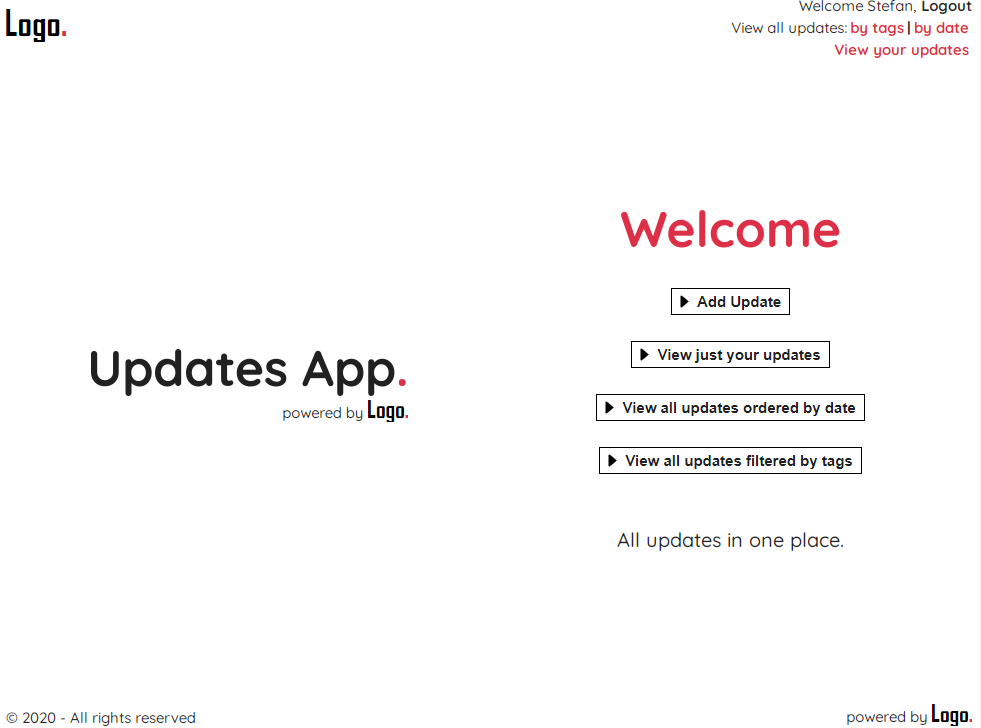 Logo.
Welcome Stefan, Logout
View all updates: by tags | by date
View your updates
Updates App.
powered by Logo.
Welcome
Add Update
View just your updates
View all updates ordered by date
View all updates filtered by tags
All updates in one place.
© 2020 - All rights reserved
powered by Logo.